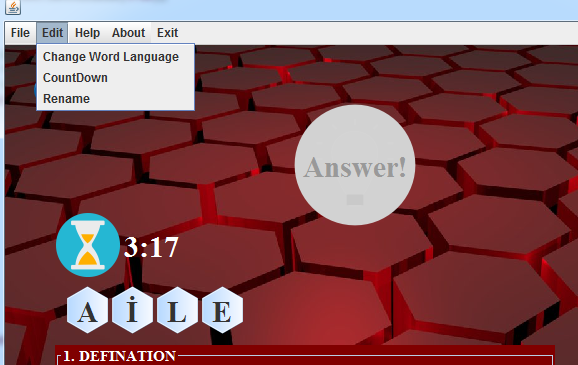 File Edit Help About Exit
Change Word Language
CountDown
Rename
Answer!
3:17
A İ L E
1. DEFINATION